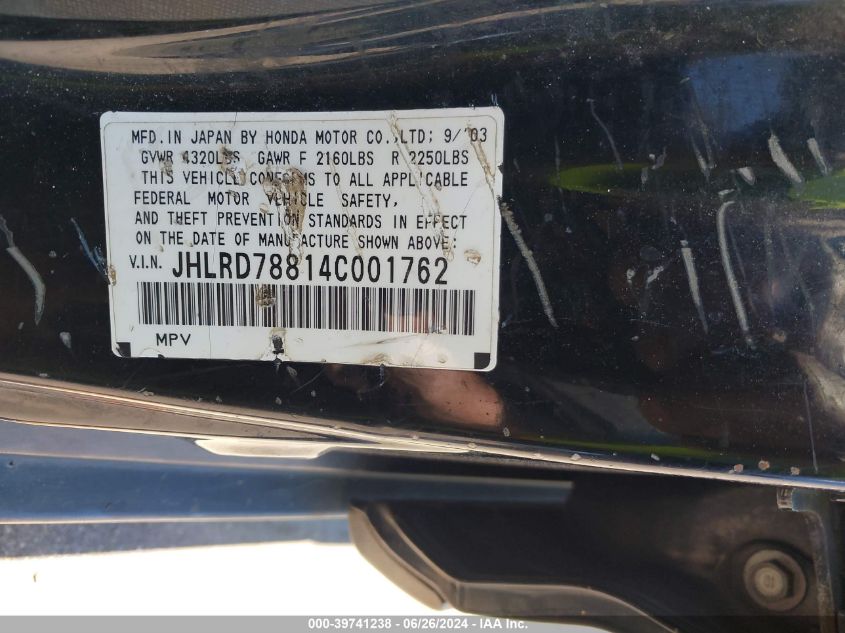 MFD. IN JAPAN BY HONDA MOTOR CO., LTD; 9/'03
GVWR 4320LBS GAWR F 2160LBS R 2250LBS
THIS VEHICLE CONFORMS TO ALL APPLICABLE
FEDERAL MOTOR VEHICLE SAFETY,
AND THEFT PREVENTION STANDARDS IN EFFECT
ON THE DATE OF MANUFACTURE SHOWN ABOVE:
V.I.N. JHLRD78814C001762
MPV
000-39741238 - 06/26/2024 - IAA Inc.